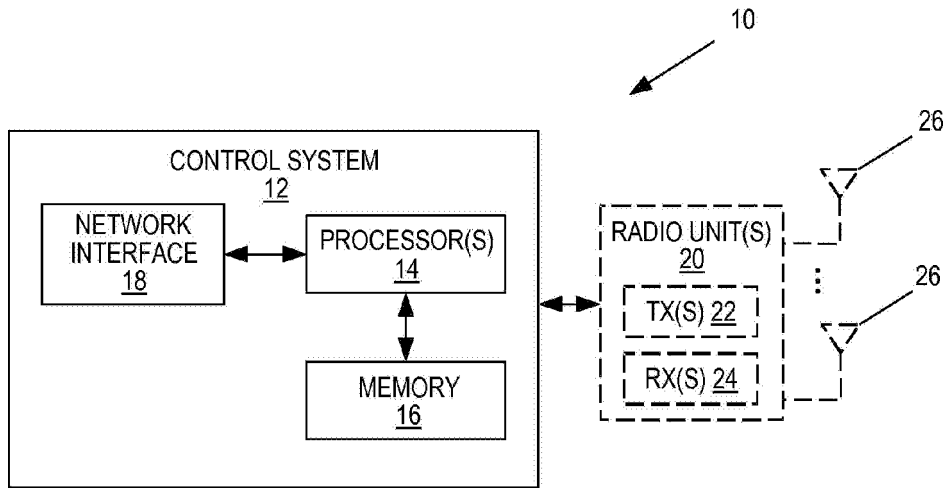 10
26
CONTROL SYSTEM
12
NETWORK
INTERFACE
18
PROCESSOR(S)
14
MEMORY
16
RADIO UNIT(S)
20
TX(S) 22
RX(S) 24
26